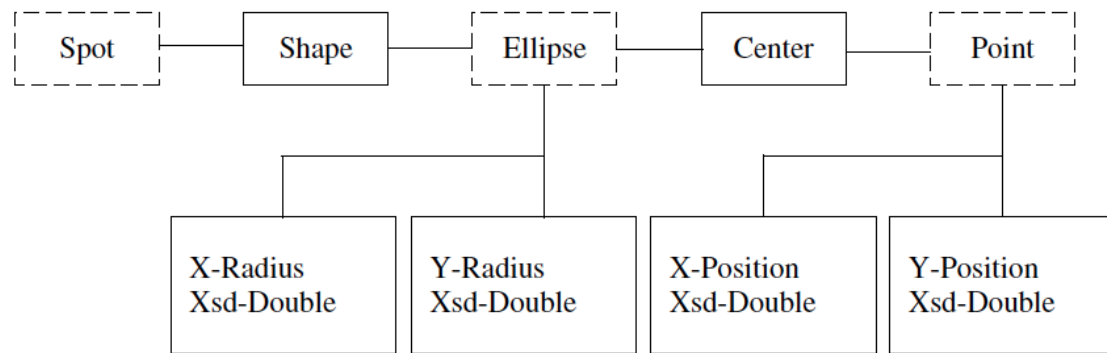 Spot
Shape
Ellipse
Center
Point
X-Radius
Xsd-Double
Y-Radius
Xsd-Double
X-Position
Xsd-Double
Y-Position
Xsd-Double